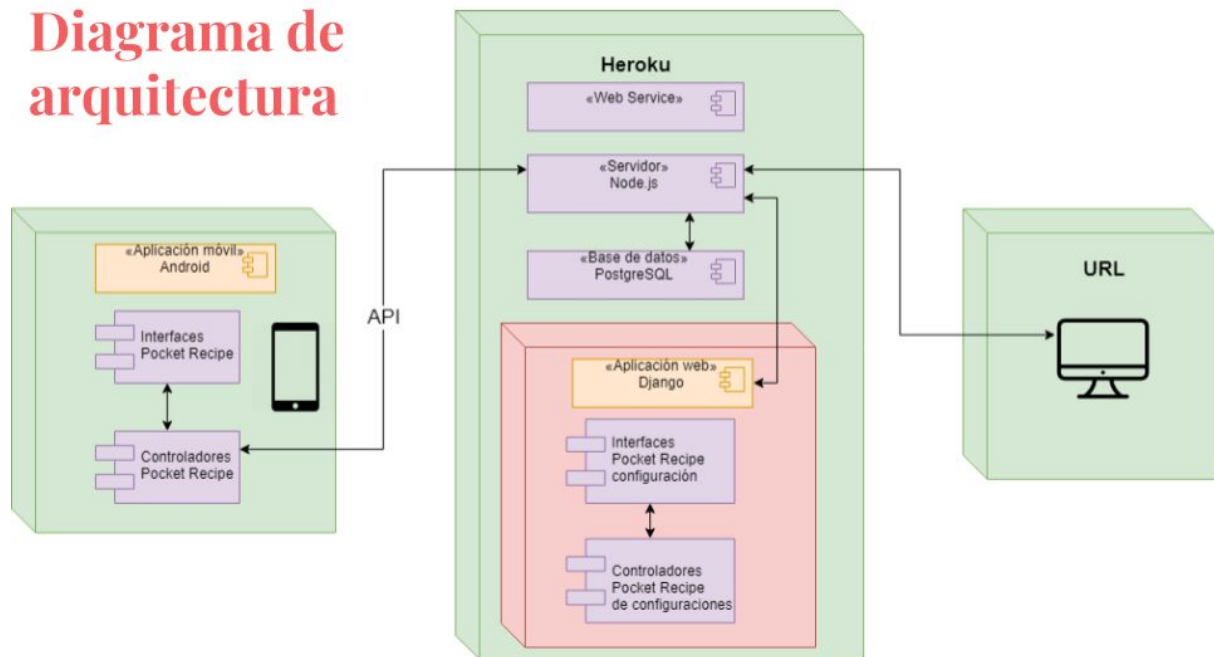 Diagrama de
arquitectura
Heroku
«Web Service»
«Servidor»
Node.js
«Base de datos»
PostgreSQL
«Aplicación móvil»
Android
Interfaces
Pocket Recipe
Controladores
Pocket Recipe
API
«Aplicación web»
Django
Interfaces
Pocket Recipe
configuración
Controladores
Pocket Recipe
de configuraciones
URL